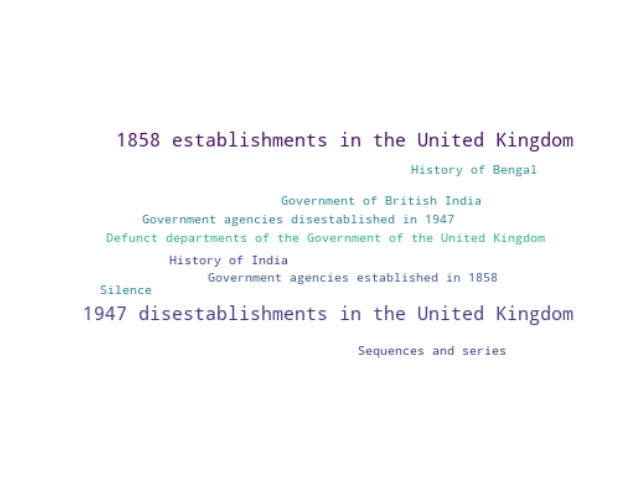 1858 establishments in the United Kingdom
History of Bengal
Government of British India
Government agencies disestablished in 1947
Defunct departments of the Government of the United Kingdom
History of India
Government agencies established in 1858
Silence
1947 disestablishments in the United Kingdom
Sequences and series